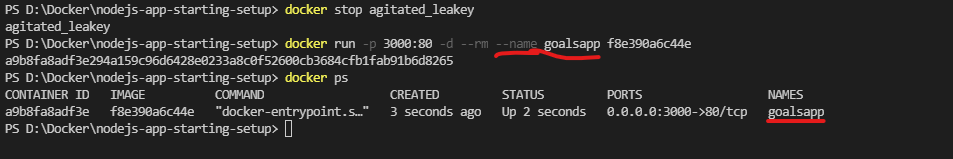 PS D:\Docker\nodejs-app-starting-setup> docker stop agitated_leakey
agitated_leakey
PS D:\Docker\nodejs-app-starting-setup> docker run -p 3000:80 -d --rm --name goalsapp f8e390a6c44e
a9b8fa8adf3e294a159c96d6428e0233a8c0f52600cb3684cfb1fab91b6d8265
PS D:\Docker\nodejs-app-starting-setup> docker ps
CONTAINER ID IMAGE COMMAND CREATED STATUS PORTS NAMES
a9b8fa8adf3e f8e390a6c44e "docker-entrypoint.s…" 3 seconds ago Up 2 seconds 0.0.0.0:3000->80/tcp goalsapp
PS D:\Docker\nodejs-app-starting-setup>